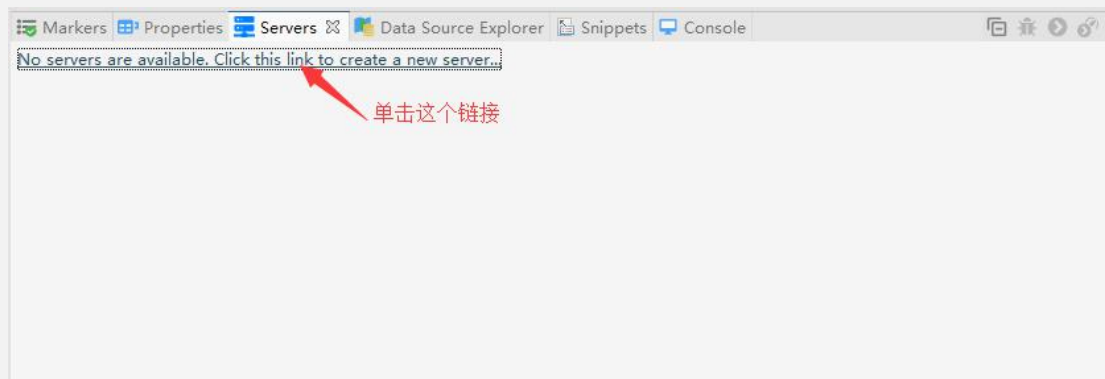 Markers Properties Servers Data Source Explorer Snippets Console
No servers are available. Click this link to create a new server...
单击这个链接